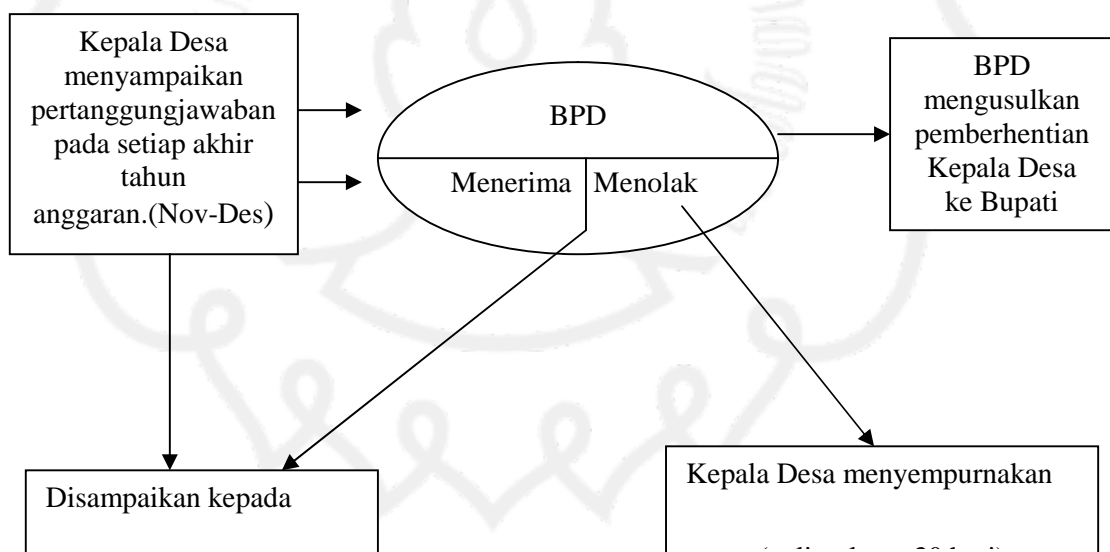 Kepala Desa
menyampaikan
pertanggungjawaban
pada setiap akhir
tahun
anggaran.(Nov-Des)
BPD
Menerima
Menolak
BPD
mengusulkan
pemberhentian
Kepala Desa
ke Bupati
Disampaikan kepada
Kepala Desa menyempurnakan